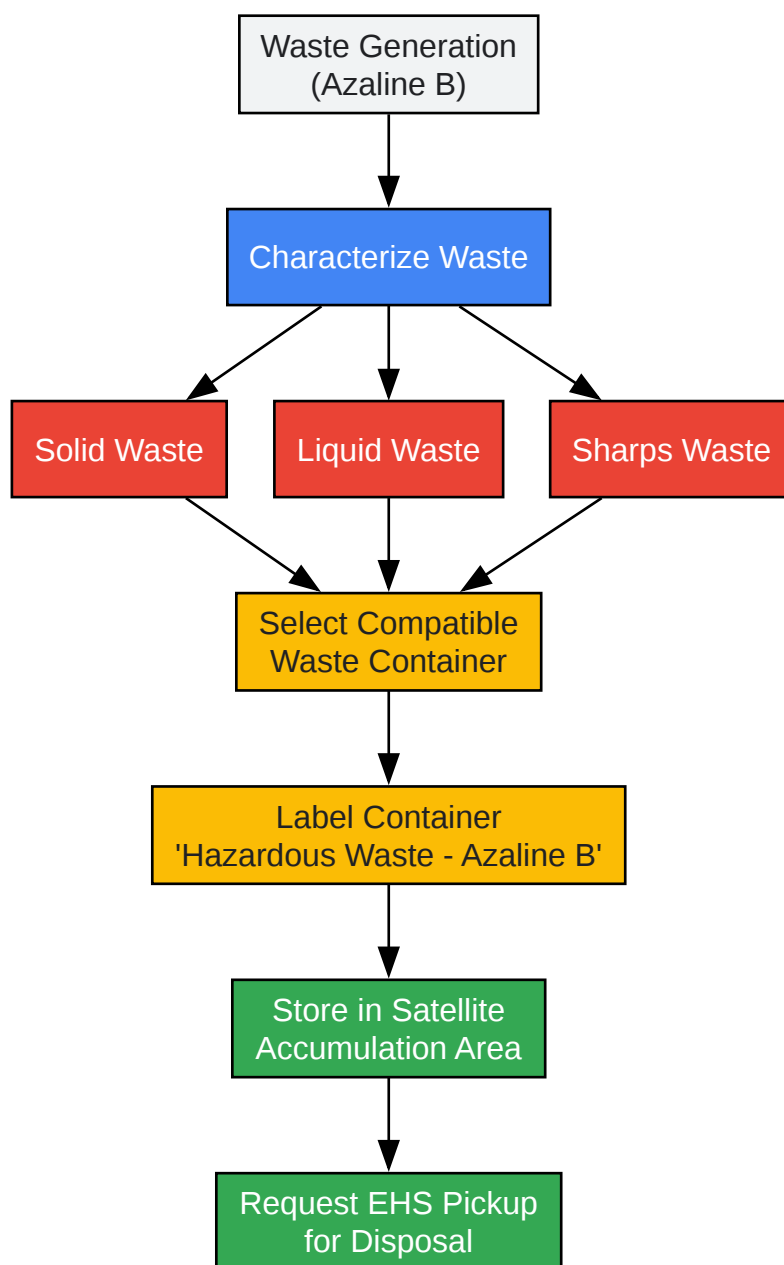 Waste Generation
(Azaline B)
Characterize Waste
Solid Waste
Liquid Waste
Sharps Waste
Select Compatible
Waste Container
Label Container
'Hazardous Waste - Azaline B'
Store in Satellite
Accumulation Area
Request EHS Pickup
for Disposal